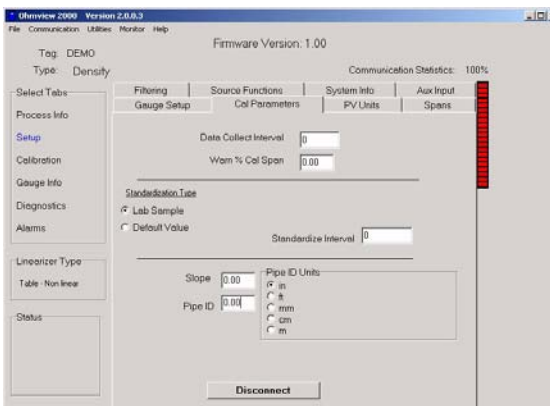 Ohmview 2000 Version 2.0.0.3
File Communication Utilities Monitor Help
Firmware Version: 1.00
Tag: DEMO
Type: Density
Communication Statistics: 100%
Select Tabs
Process Info
Setup
Calibration
Gauge Info
Diagnostics
Alarms
Linearizer Type
Table - Non linear
Status
Filtering Source Functions System Info Aux Input
Gauge Setup Cal Parameters PV Units Spans
Data Collect Interval 0
Warn % Cal Span 0.00
Standardization Type
Lab Sample
Default Value
Standardize Interval 0
Slope 0.00
Pipe ID 0.00
Pipe ID Units
in
ft
mm
cm
m
Disconnect